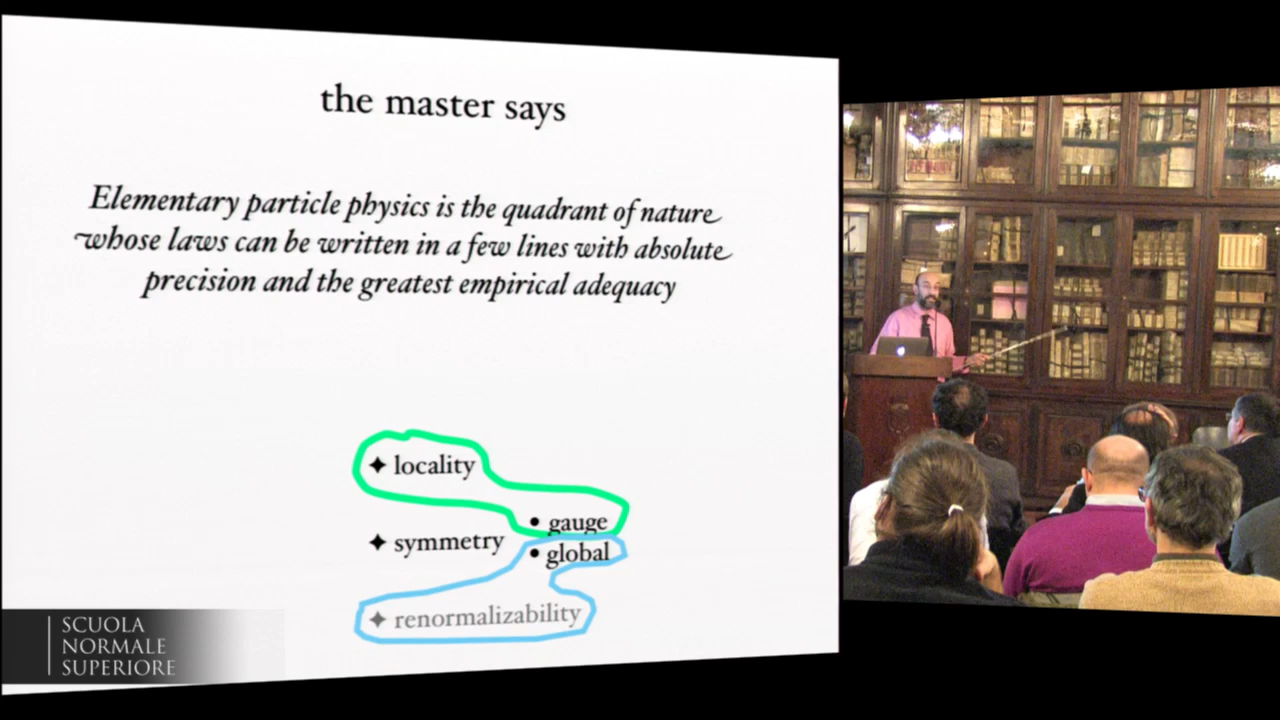 the master says
Elementary particle physics is the quadrant of nature
whose laws can be written in a few lines with absolute
precision and the greatest empirical adequacy
✦ locality
• gauge
✦ symmetry
• global
✦ renormalizability
SCUOLA
NORMALE
SUPERIORE